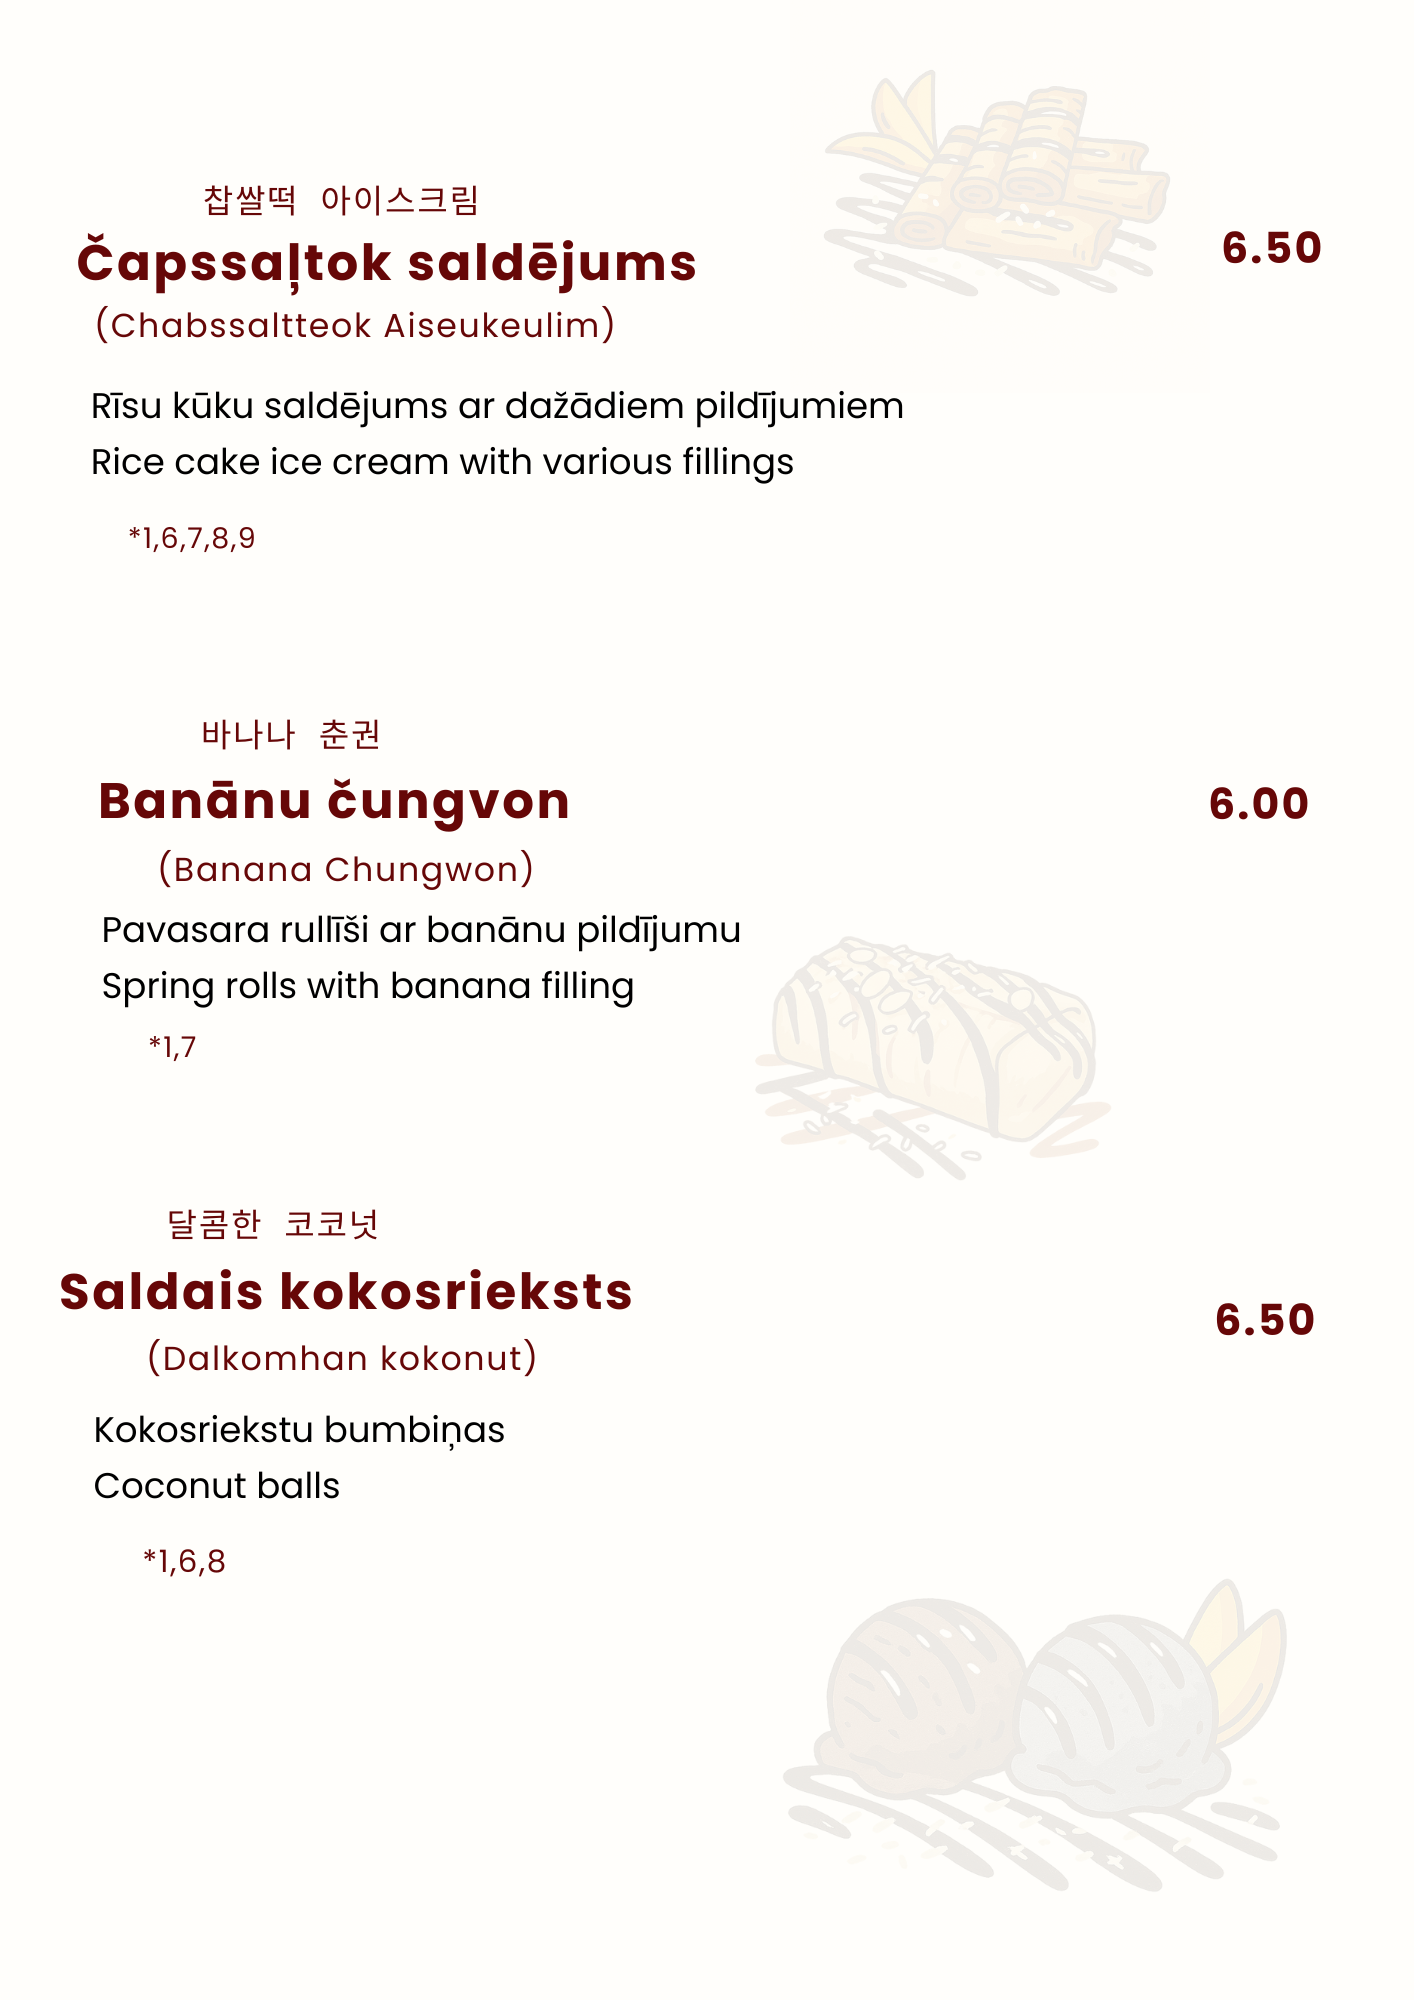 찹쌀떡 아이스크림
Čapssaļtok saldējums
6.50
(Chabssaltteok Aiseukeulim)
Rīsu kūku saldējums ar dažādiem pildījumiem
Rice cake ice cream with various fillings
*1,6,7,8,9
바나나 춘권
Banānu čungvon
6.00
(Banana Chungwon)
Pavasara rullīši ar banānu pildījumu
Spring rolls with banana filling
*1,7
달콤한 코코넛
Saldais kokosrieksts
6.50
(Dalkomhan kokonut)
Kokosriekstu bumbiņas
Coconut balls
*1,6,8